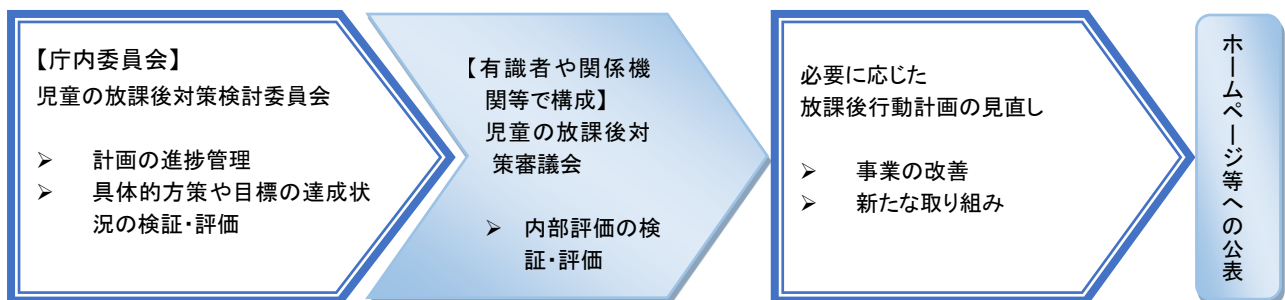 【庁内委員会】
児童の放課後対策検討委員会
➢ 計画の進捗管理
➢ 具体的方策や目標の達成状
況の検証・評価
【有識者や関係機
関等で構成】
児童の放課後対
策審議会
➢ 内部評価の検
証・評価
必要に応じた
放課後行動計画の見直し
➢ 事業の改善
➢ 新たな取り組み
ホームページ等への公表